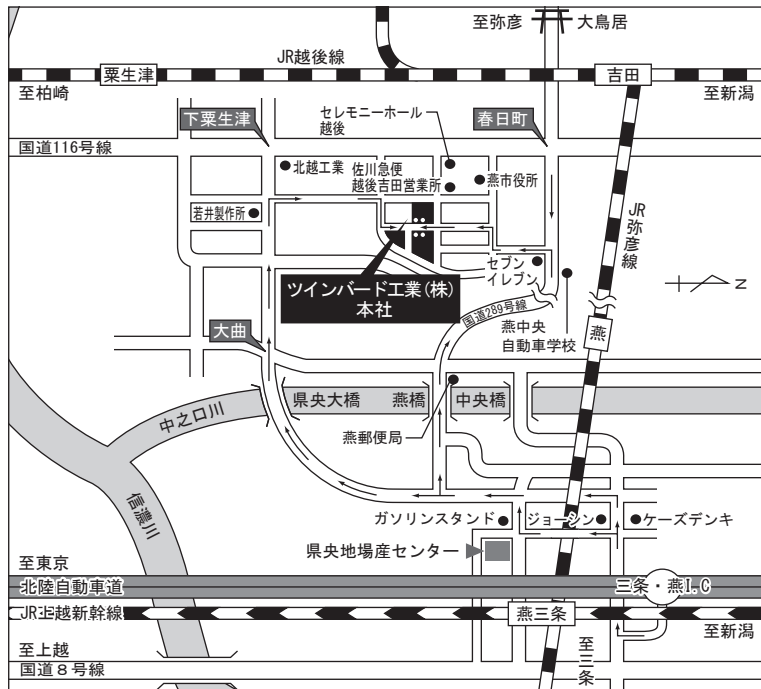 至弥彦
大鳥居
JR越後線
粟生津
吉田
至柏崎
至新潟
下粟生津
セレモニーホール
越後
春日町
国道116号線
北越工業
佐川急便
越後吉田営業所
燕市役所
若井製作所
JR弥彦線
セブン
イレブン
ツインバード工業(株)
本社
N
国道289号線
大曲
燕中央
自動車学校
燕
県央大橋
燕橋
中央橋
中之口川
燕郵便局
信濃川
ガソリンスタンド
ジョーシン
ケーズデンキ
県央地場産センター
至東京
北陸自動車道
三条・燕I.C
JR上越新幹線
燕三条
至新潟
至上越
至三条
国道8号線